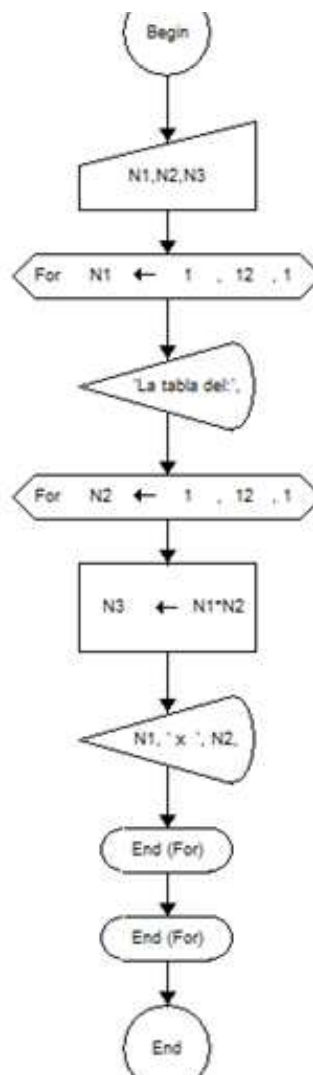 Begin
N1,N2,N3
For N1 ← 1 , 12 , 1
'La tabla del:',
For N2 ← 1 , 12 , 1
N3 ← N1*N2
N1, ' x ', N2,
End (For)
End (For)
End